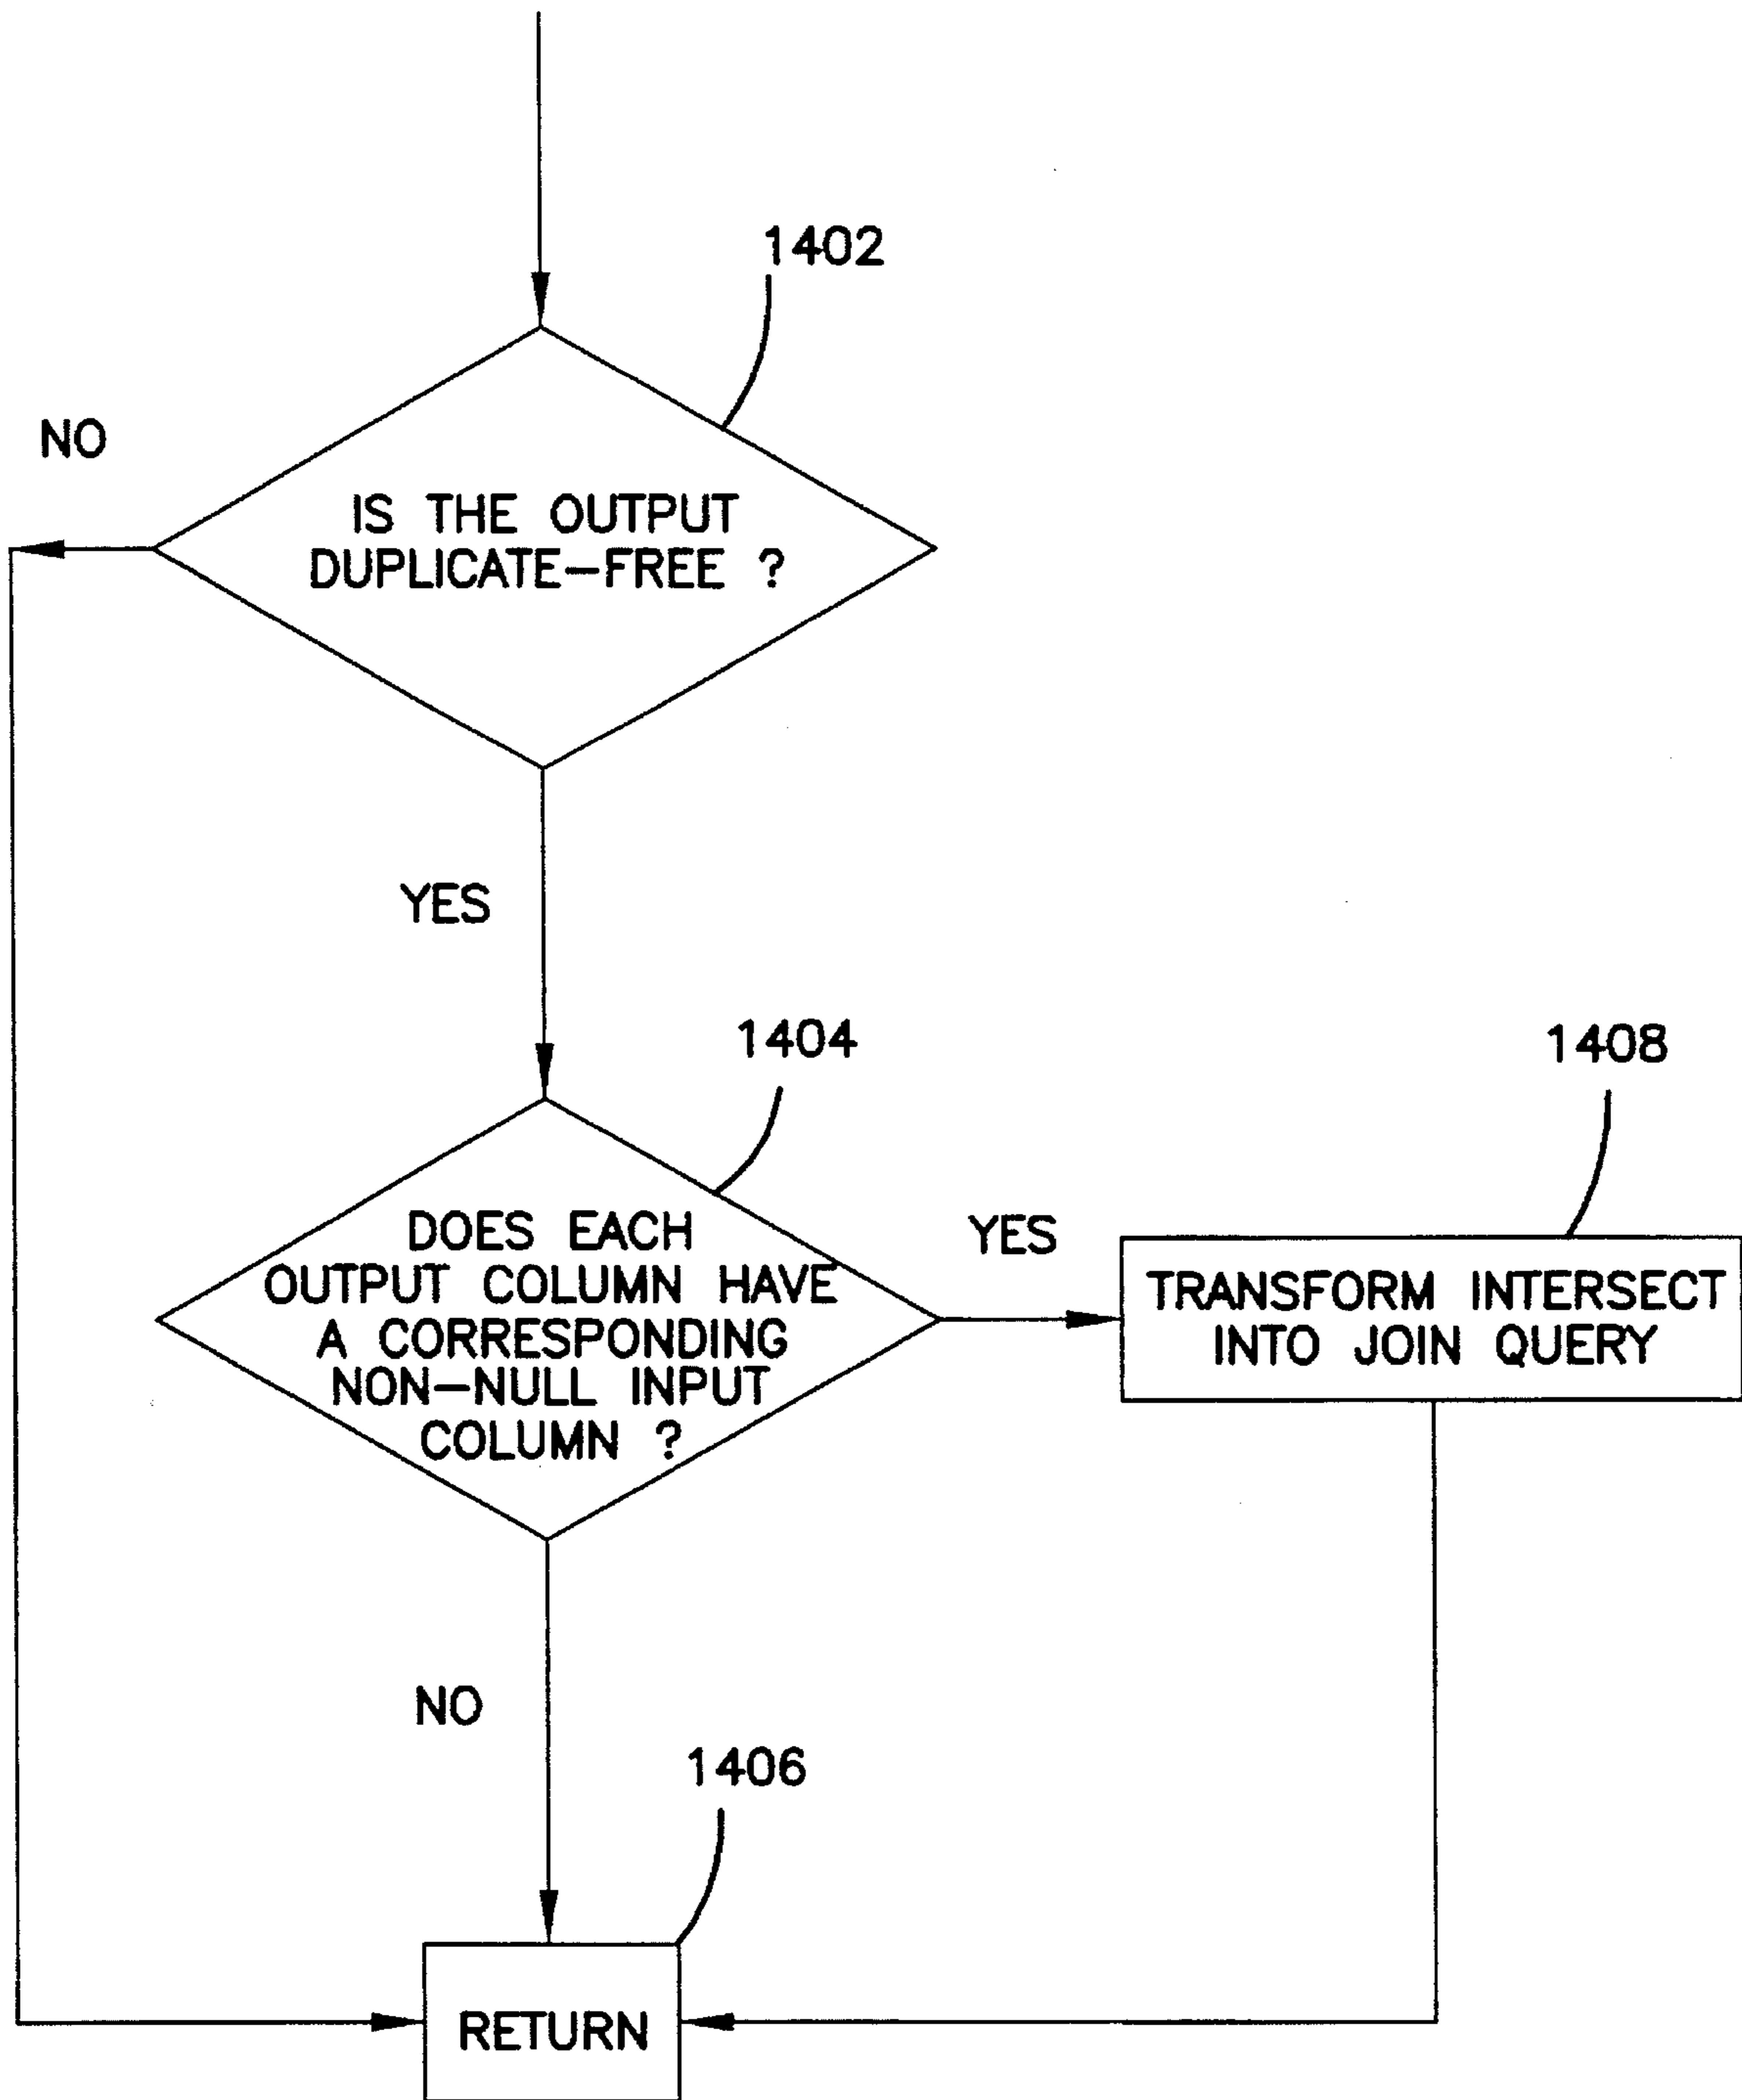 1402
NO
IS THE OUTPUT
DUPLICATE-FREE ?
YES
1404
1408
DOES EACH
OUTPUT COLUMN HAVE
A CORRESPONDING
NON-NULL INPUT
COLUMN ?
YES
TRANSFORM INTERSECT
INTO JOIN QUERY
NO
1406
RETURN